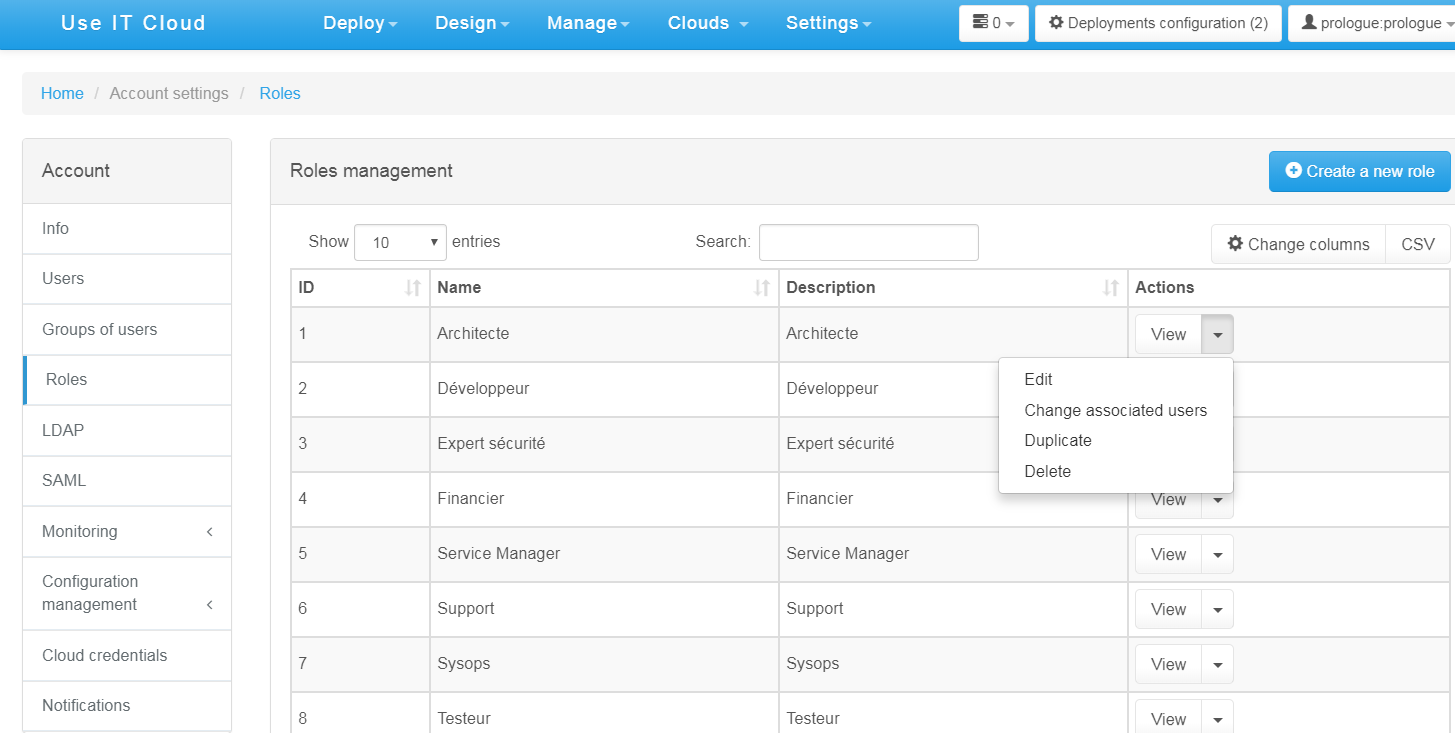 Use IT Cloud Deploy Design Manage Clouds Settings 0 Deployments configuration (2) prologue:prologue
Home / Account settings / Roles
Account
Info
Users
Groups of users
Roles
LDAP
SAML
Monitoring
Configuration
management
Cloud credentials
Notifications
Roles management Create a new role
Show 10 entries Search: Change columns CSV
ID Name Description Actions
1 Architecte Architecte View
2 Développeur Développeur
3 Expert sécurité Expert sécurité
Edit
Change associated users
Duplicate
Delete
4 Financier Financier View
5 Service Manager Service Manager View
6 Support Support View
7 Sysops Sysops View
8 Testeur Testeur View